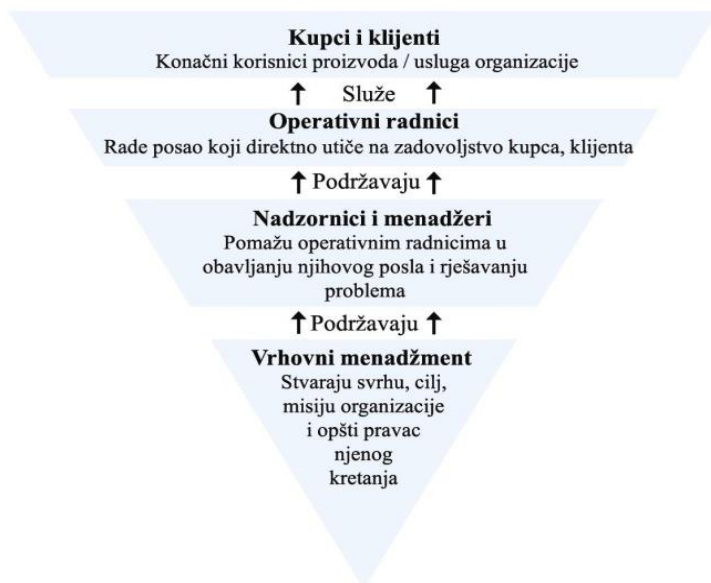 Kupci i klijenti
Konačni korisnici proizvoda / usluga organizacije
↑ Služe ↑
Operativni radnici
Rade posao koji direktno utiče na zadovoljstvo kupca, klijenta
↑ Podržavaju ↑
Nadzornici i menadžeri
Pomažu operativnim radnicima u
obavljanju njihovog posla i rješavanju
problema
↑ Podržavaju ↑
Vrhovni menadžment
Stvaraju svrhu, cilj,
misiju organizacije
i opšti pravac
njenog
kretanja